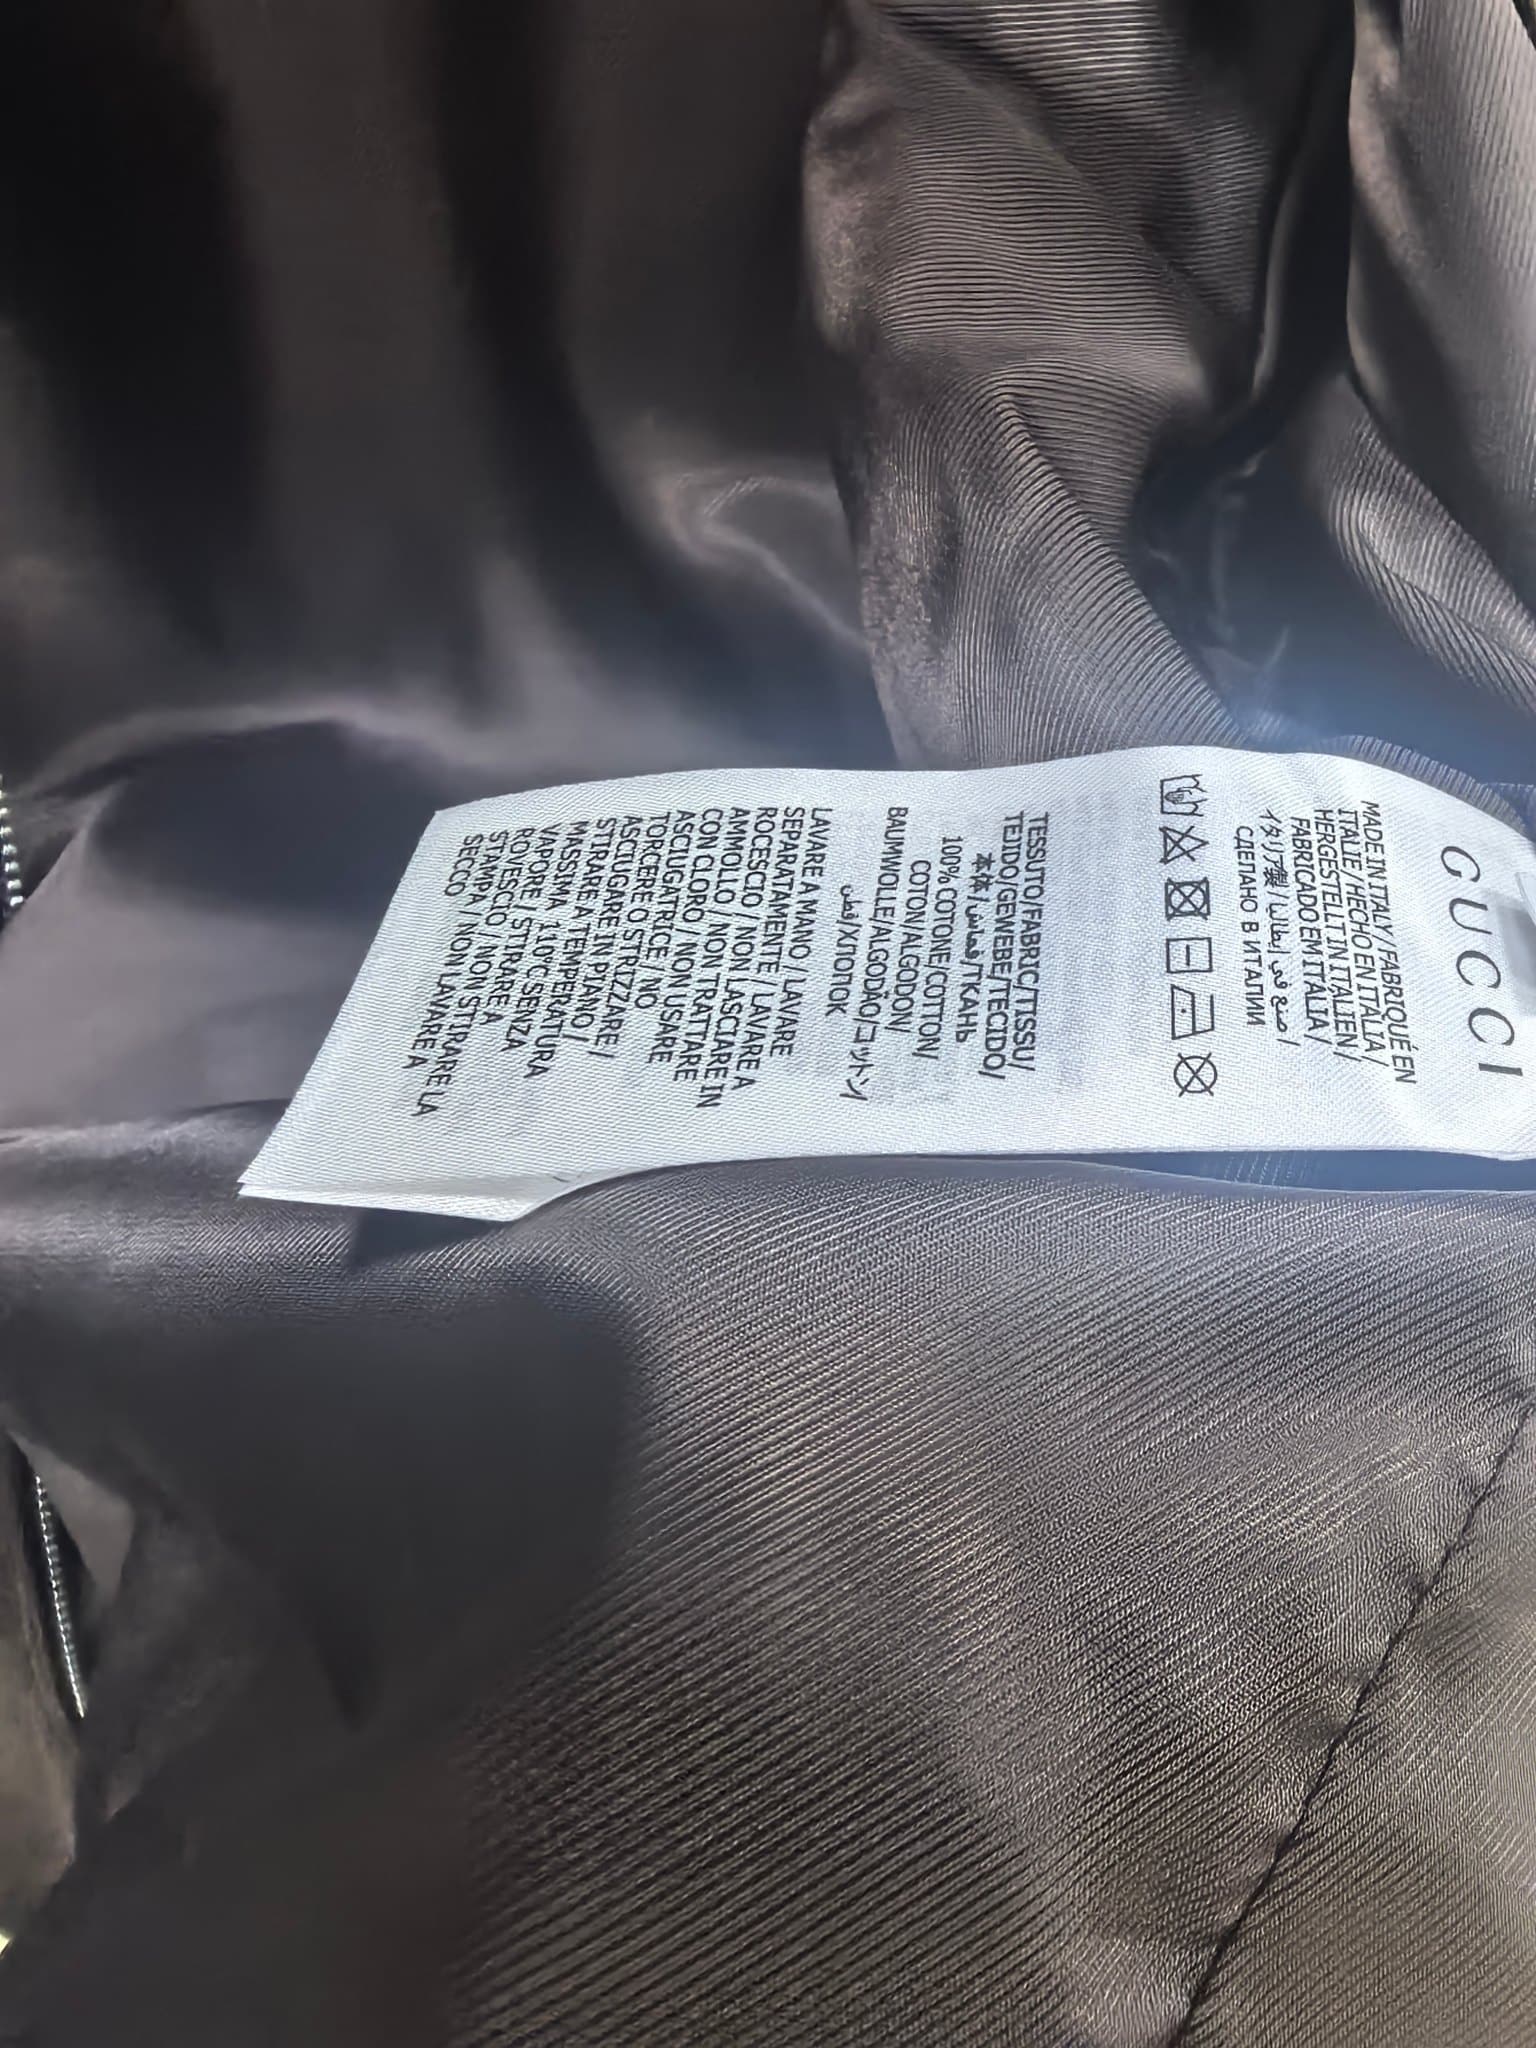 GUCCI
MADE IN ITALY / FABRIQUÉ EN
ITALIE / HECHO EN ITALIA /
HERGESTELLT IN ITALIEN /
FABRICADO EM ITALIA /
イタリア製 / صنع في إيطاليا /
СДЕЛАНО В ИТАЛИИ
TESSUTO/FABRIC/TISSU/
TEJIDO/GEWEBE/TECIDO/
本体/قماش/ТКАНЬ
100% COTONE/COTTON/
COTON/ALGODON/
BAUMWOLLE/ALGODÃO/コットン/
قطن/ХЛОПОК
LAVARE A MANO / LAVARE
SEPARATAMENTE / LAVARE A
ROCESCIO / NON LASCIARE IN
AMMOLLO / NON TRATTARE
CON CLORO / NON USARE
ASCIUGATRICE / NO
TORCERE O STRIZZARE /
ASCIUGARE IN PIANO /
STIRARE A TEMPERATURA
MASSIMA 110°C SENZA
VAPORE / STIRARE A
ROVESCIO / NON STIRARE LA
STAMPA / NON LAVARE A
SECCO